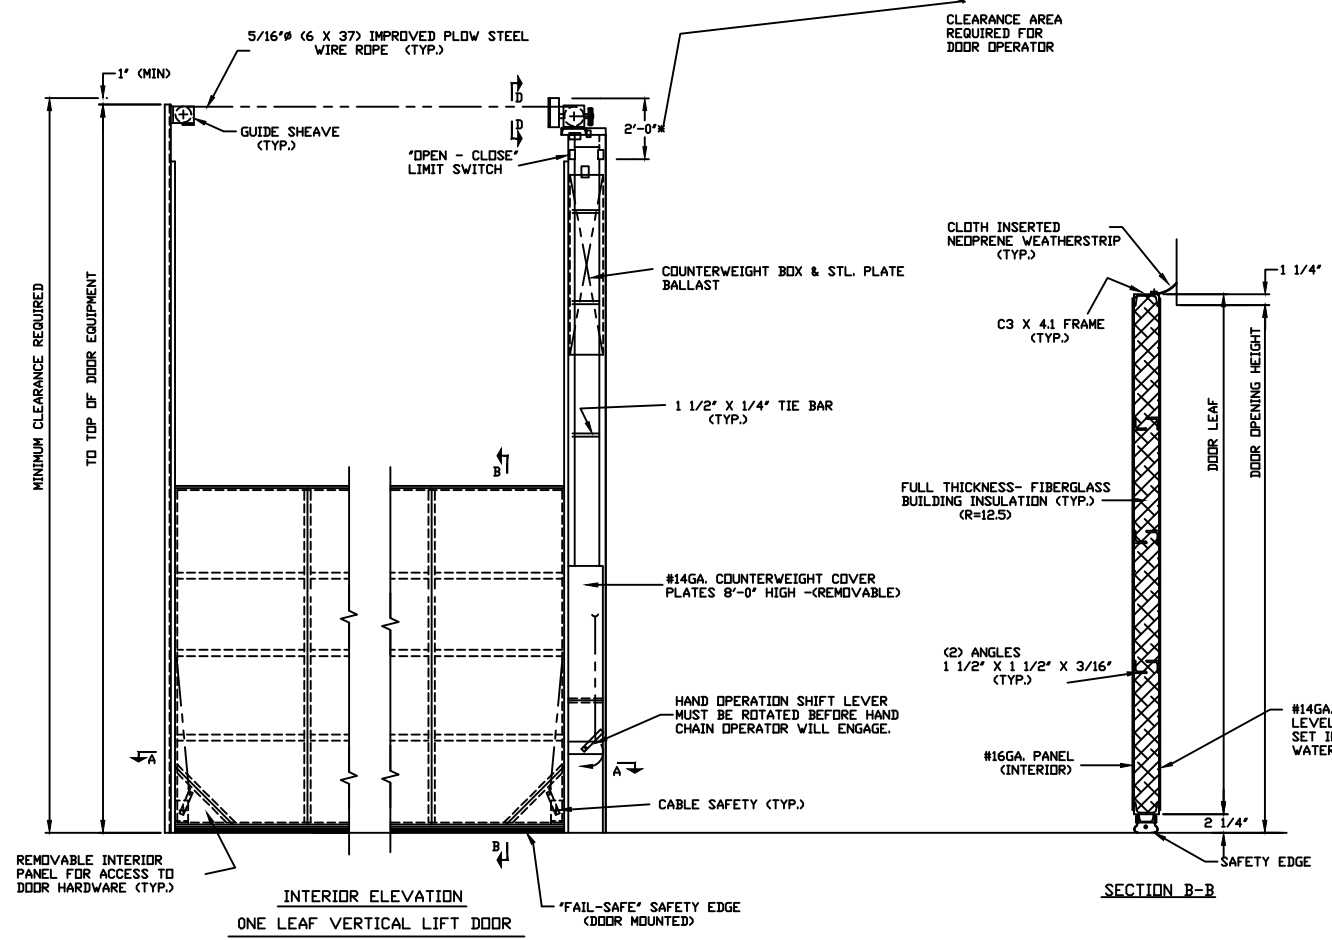 CLEARANCE AREA
REQUIRED FOR
DOOR OPERATOR
5/16"ø (6 X 37) IMPROVED PLOW STEEL
WIRE ROPE (TYP.)
1" (MIN)
D
D
2'-0"*
GUIDE SHEAVE
(TYP.)
"OPEN - CLOSE"
LIMIT SWITCH
MINIMUM CLEARANCE REQUIRED
TO TOP OF DOOR EQUIPMENT
COUNTERWEIGHT BOX & STL. PLATE
BALLAST
1 1/2" X 1/4" TIE BAR
(TYP.)
B
#14GA. COUNTERWEIGHT COVER
PLATES 8'-0" HIGH -(REMOVABLE)
HAND OPERATION SHIFT LEVER
MUST BE ROTATED BEFORE HAND
CHAIN OPERATOR WILL ENGAGE.
A
A
CABLE SAFETY (TYP.)
B
REMOVABLE INTERIOR
PANEL FOR ACCESS TO
DOOR HARDWARE (TYP.)
INTERIOR ELEVATION
ONE LEAF VERTICAL LIFT DOOR
"FAIL-SAFE" SAFETY EDGE
(DOOR MOUNTED)
CLOTH INSERTED
NEOPRENE WEATHERSTRIP
(TYP.)
1 1/4"
C3 X 4.1 FRAME
(TYP.)
DOOR LEAF
DOOR OPENING HEIGHT
FULL THICKNESS- FIBERGLASS
BUILDING INSULATION (TYP.)
(R=12.5)
(2) ANGLES
1 1/2" X 1 1/2" X 3/16"
(TYP.)
#14GA.
LEVEL
SET I
WATER
#16GA. PANEL
(INTERIOR)
2 1/4"
SAFETY EDGE
SECTION B-B